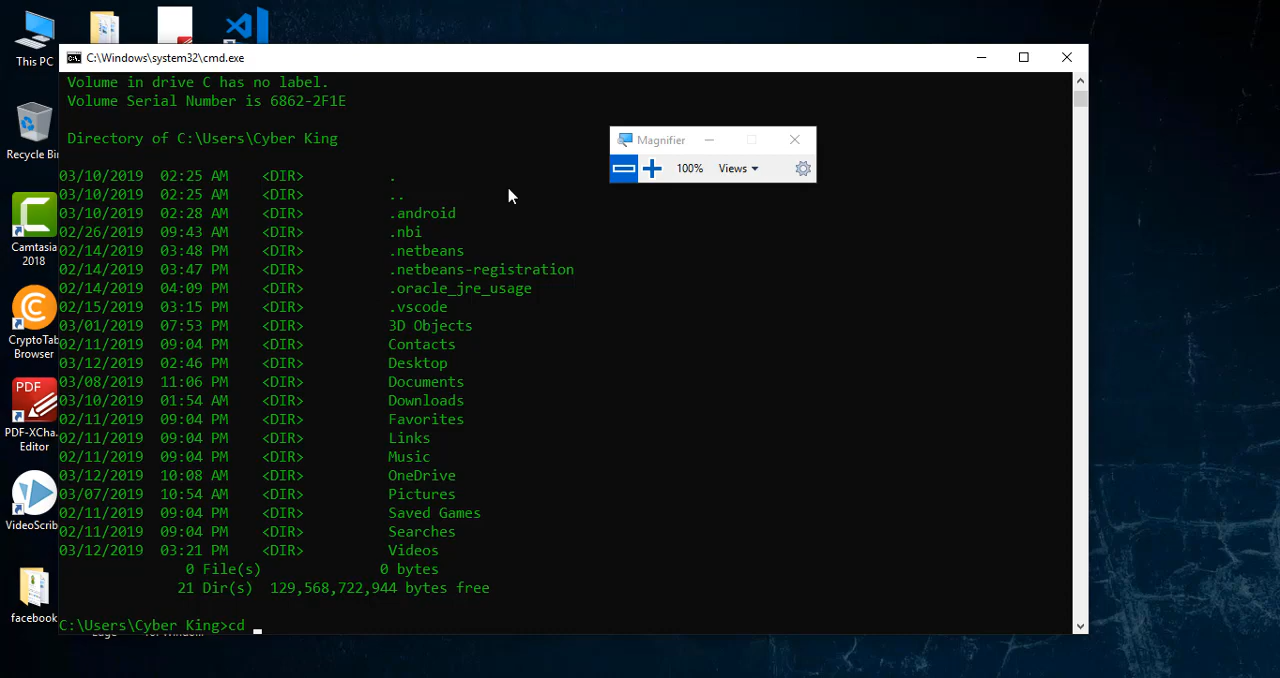 This PC
Recycle Bin
Camtasia
2018
CryptoTab
Browser
PDF
PDF-XCha...
Editor
VideoScrib
facebook
C:\Windows\system32\cmd.exe
Volume in drive C has no label.
Volume Serial Number is 6862-2F1E
Directory of C:\Users\Cyber King
Magnifier
100% Views
03/10/2019 02:25 AM <DIR> .
03/10/2019 02:25 AM <DIR> ..
03/10/2019 02:28 AM <DIR> .android
02/26/2019 09:43 AM <DIR> .nbi
02/14/2019 03:48 PM <DIR> .netbeans
02/14/2019 03:47 PM <DIR> .netbeans-registration
02/14/2019 04:09 PM <DIR> .oracle_jre_usage
02/15/2019 03:15 PM <DIR> .vscode
03/01/2019 07:53 PM <DIR> 3D Objects
02/11/2019 09:04 PM <DIR> Contacts
03/12/2019 02:46 PM <DIR> Desktop
03/08/2019 11:06 PM <DIR> Documents
03/10/2019 01:54 AM <DIR> Downloads
02/11/2019 09:04 PM <DIR> Favorites
02/11/2019 09:04 PM <DIR> Links
02/11/2019 09:04 PM <DIR> Music
03/12/2019 10:08 AM <DIR> OneDrive
03/07/2019 10:54 AM <DIR> Pictures
02/11/2019 09:04 PM <DIR> Saved Games
02/11/2019 09:04 PM <DIR> Searches
03/12/2019 03:21 PM <DIR> Videos
0 File(s) 0 bytes
21 Dir(s) 129,568,722,944 bytes free
C:\Users\Cyber King>cd